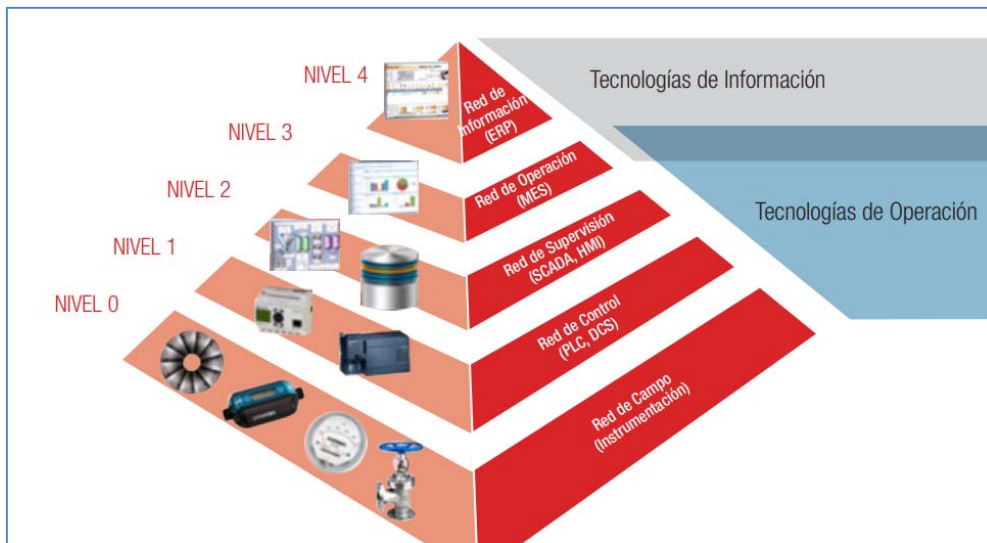 NIVEL 4
NIVEL 3
NIVEL 2
NIVEL 1
NIVEL 0
Red de
Información
(ERP)
Red de Operación
(MES)
Red de Supervisión
(SCADA, HMI)
Red de Control
(PLC, DCS)
Red de Campo
(Instrumentación)
Tecnologías de Información
Tecnologías de Operación